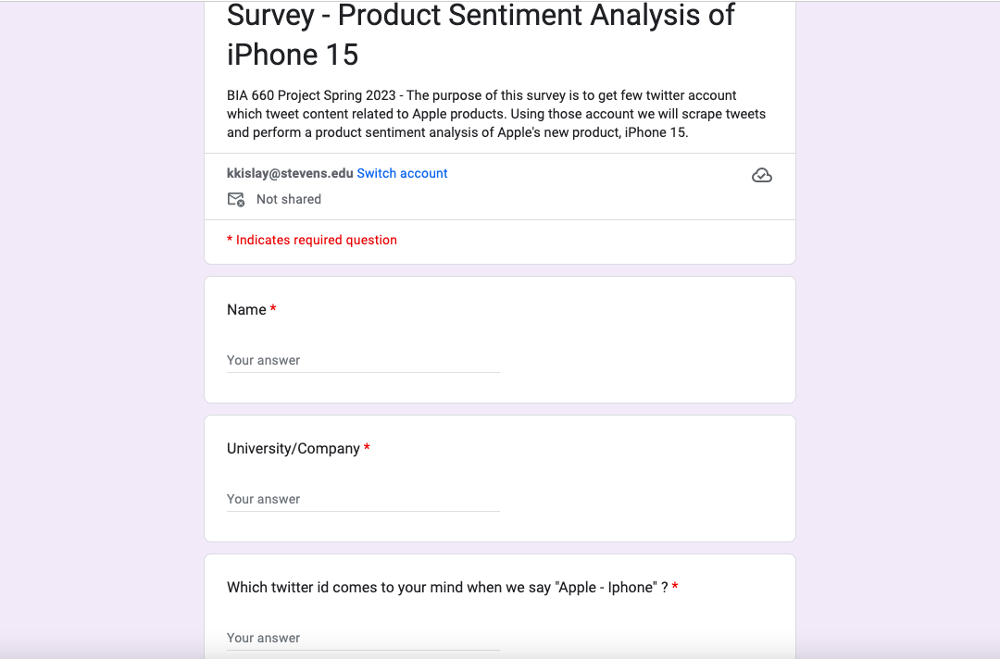 Survey - Product Sentiment Analysis of
iPhone 15
BIA 660 Project Spring 2023 - The purpose of this survey is to get few twitter account
which tweet content related to Apple products. Using those account we will scrape tweets
and perform a product sentiment analysis of Apple's new product, iPhone 15.
kkislay@stevens.edu Switch account
Not shared
* Indicates required question
Name *
Your answer
University/Company *
Your answer
Which twitter id comes to your mind when we say "Apple - Iphone" ? *
Your answer